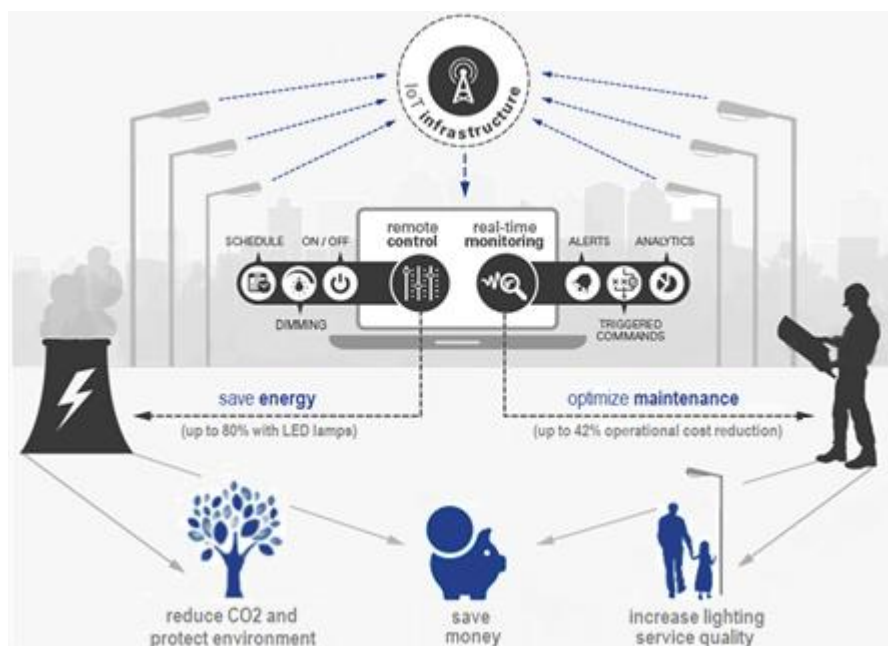 IoT infrastructure
remote
control
real-time
monitoring
SCHEDULE
ON / OFF
DIMMING
ALERTS
ANALYTICS
TRIGGERED
COMMANDS
save energy
(up to 80% with LED lamps)
optimize maintenance
(up to 42% operational cost reduction)
reduce CO2 and
protect environment
save
money
increase lighting
service quality